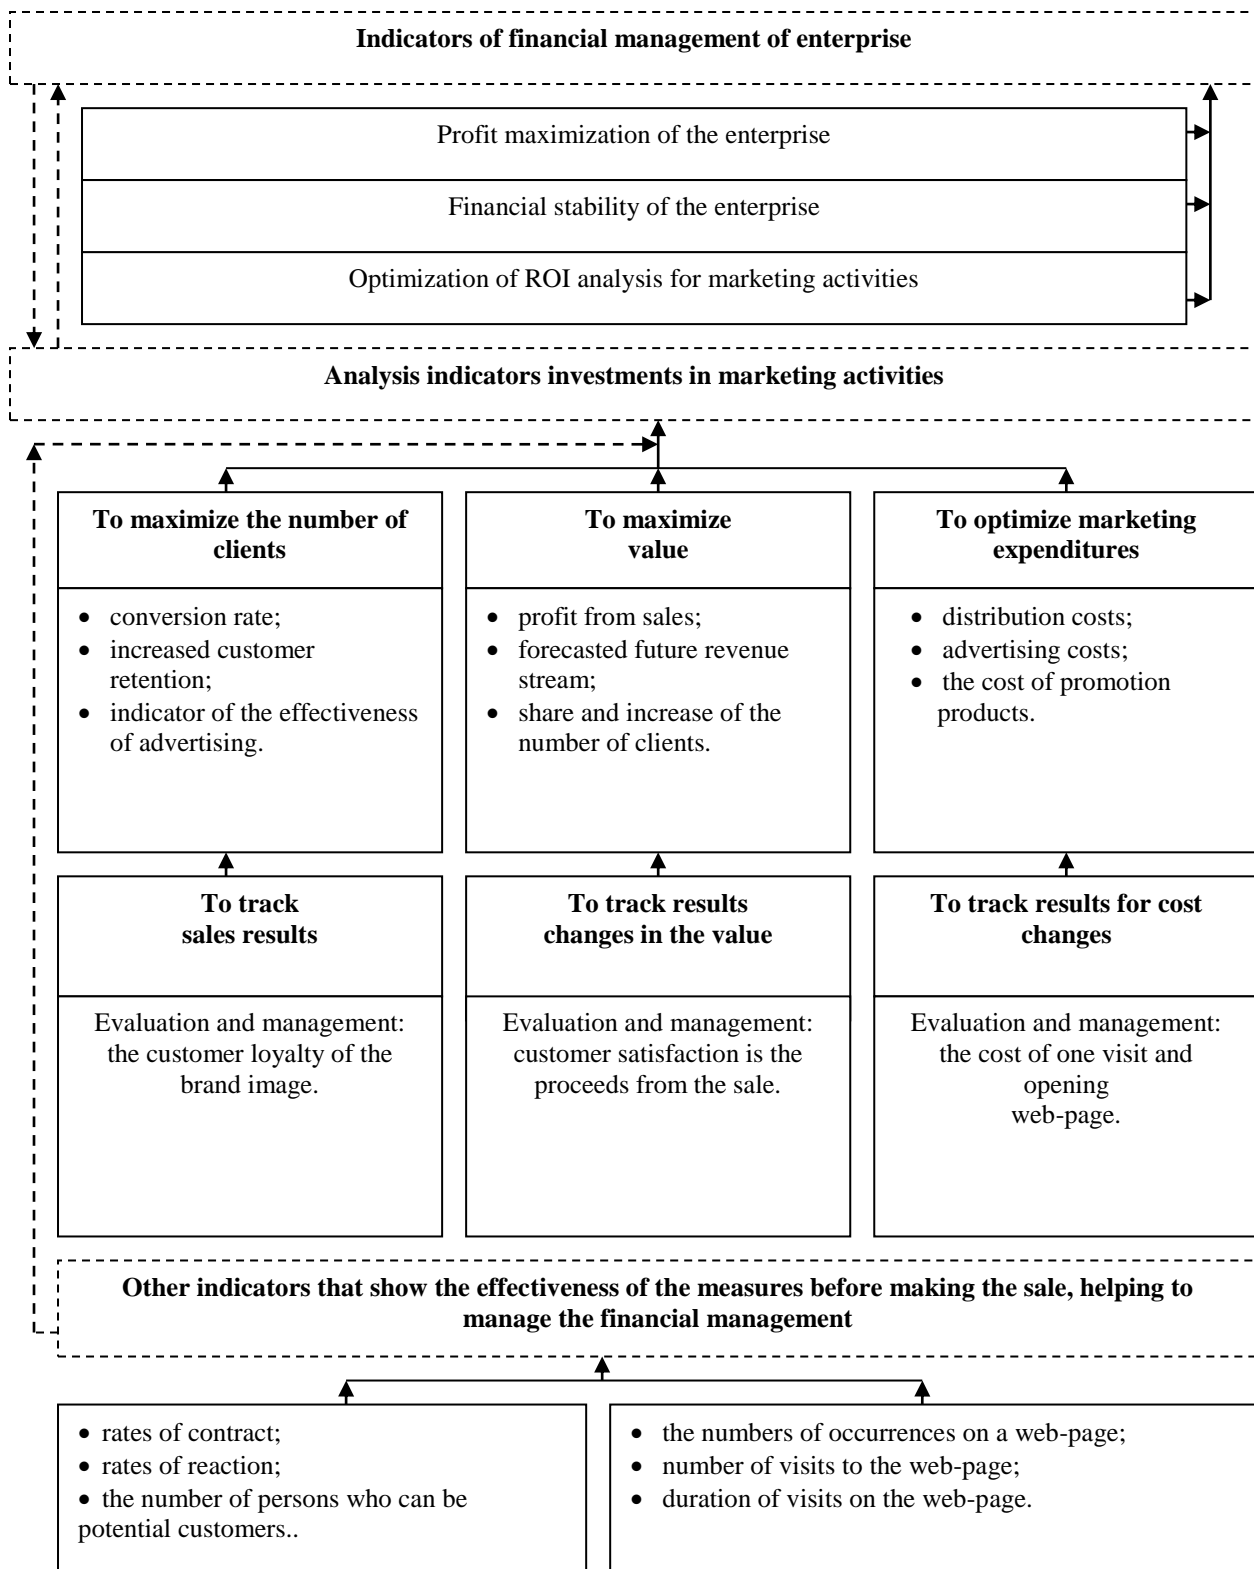 Indicators of financial management of enterprise
Profit maximization of the enterprise
Financial stability of the enterprise
Optimization of ROI analysis for marketing activities
Analysis indicators investments in marketing activities
To maximize the number of
clients
• conversion rate;
• increased customer
retention;
• indicator of the effectiveness
of advertising.
To maximize
value
• profit from sales;
• forecasted future revenue
stream;
• share and increase of the
number of clients.
To optimize marketing
expenditures
• distribution costs;
• advertising costs;
• the cost of promotion
products.
To track
sales results
Evaluation and management:
the customer loyalty of the
brand image.
To track results
changes in the value
Evaluation and management:
customer satisfaction is the
proceeds from the sale.
To track results for cost
changes
Evaluation and management:
the cost of one visit and
opening
web-page.
Other indicators that show the effectiveness of the measures before making the sale, helping to
manage the financial management
• rates of contract;
• rates of reaction;
• the number of persons who can be
potential customers..
• the numbers of occurrences on a web-page;
• number of visits to the web-page;
• duration of visits on the web-page.